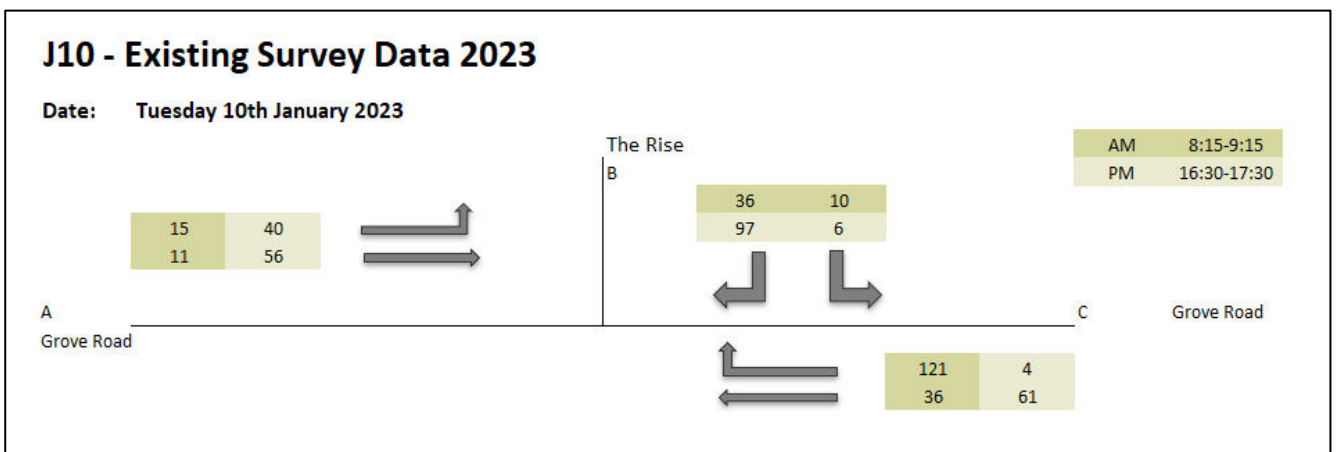 J10 - Existing Survey Data 2023
Date: Tuesday 10th January 2023
The Rise
B
AM 8:15-9:15
PM 16:30-17:30
36 10
97 6
15 40
11 56
A
Grove Road
C Grove Road
121 4
36 61